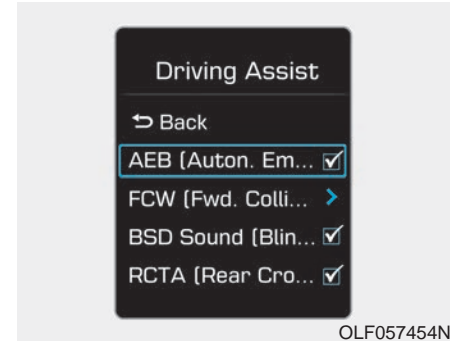 Driving Assist
Back
AEB (Auton. Em...
FCW (Fwd. Colli...
BSD Sound (Blin...
RCTA (Rear Cro...
OLF057454N